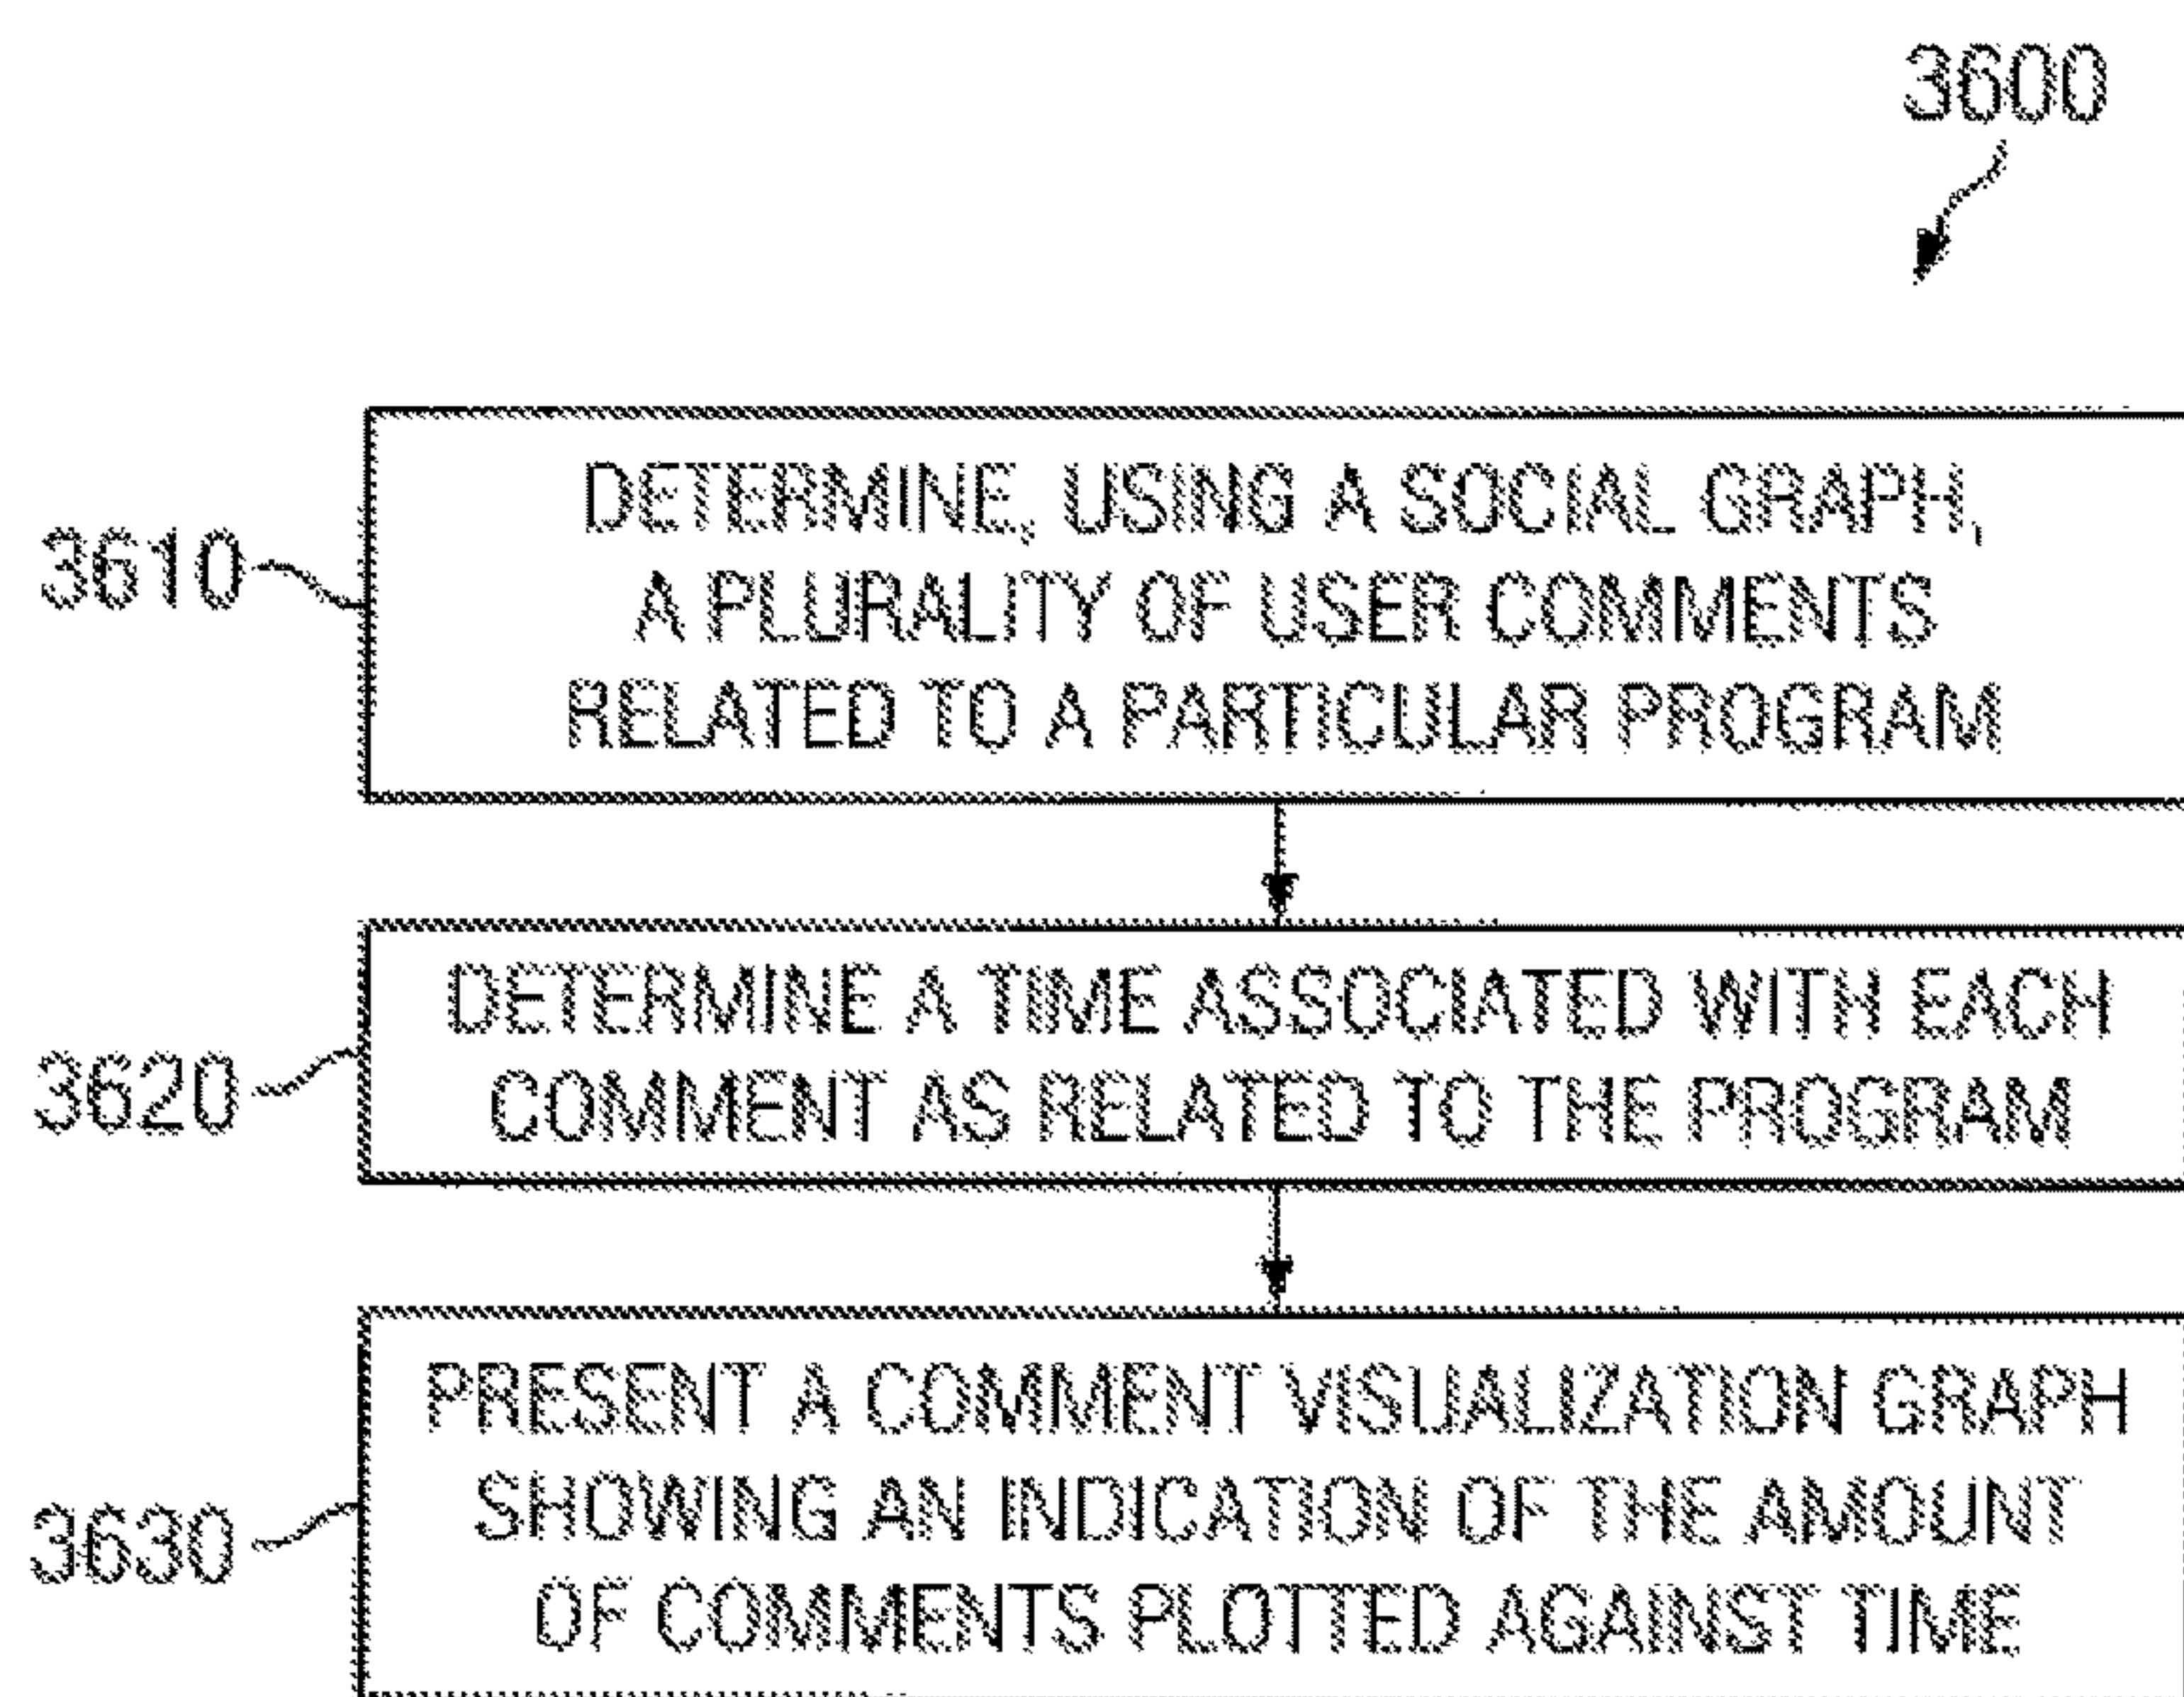 3600
3610
DETERMINE, USING A SOCIAL GRAPH,
A PLURALITY OF USER COMMENTS
RELATED TO A PARTICULAR PROGRAM
3620
DETERMINE A TIME ASSOCIATED WITH EACH
COMMENT AS RELATED TO THE PROGRAM
3630
PRESENT A COMMENT VISUALIZATION GRAPH
SHOWING AN INDICATION OF THE AMOUNT
OF COMMENTS PLOTTED AGAINST TIME